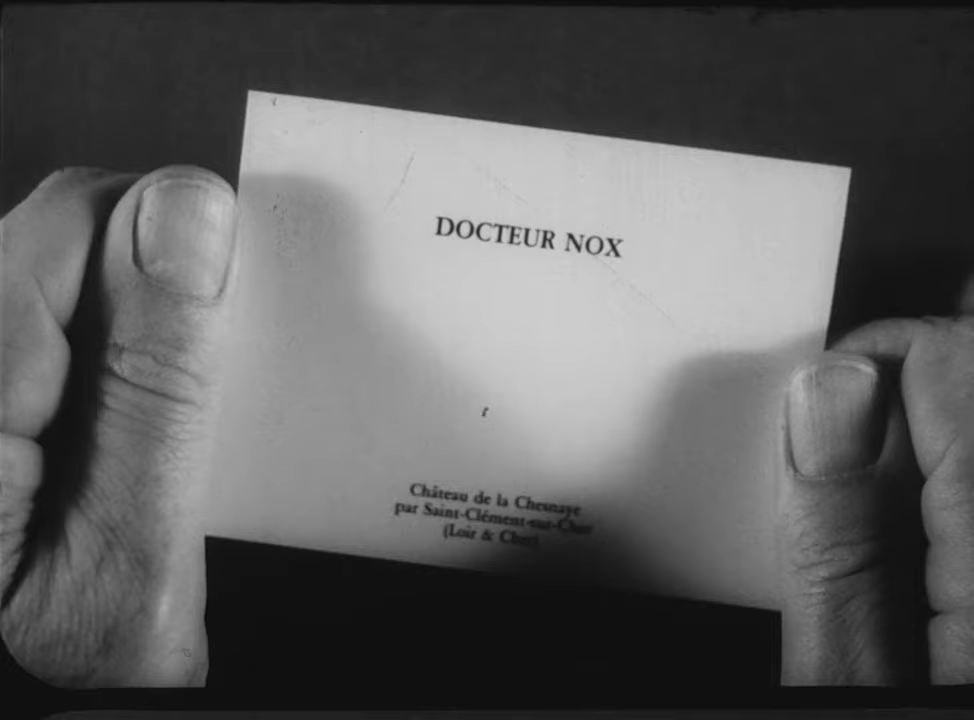 DOCTEUR NOX
Château de la Chesnaye
par Saint-Clément-sur-Cher
(Loir & Cher)